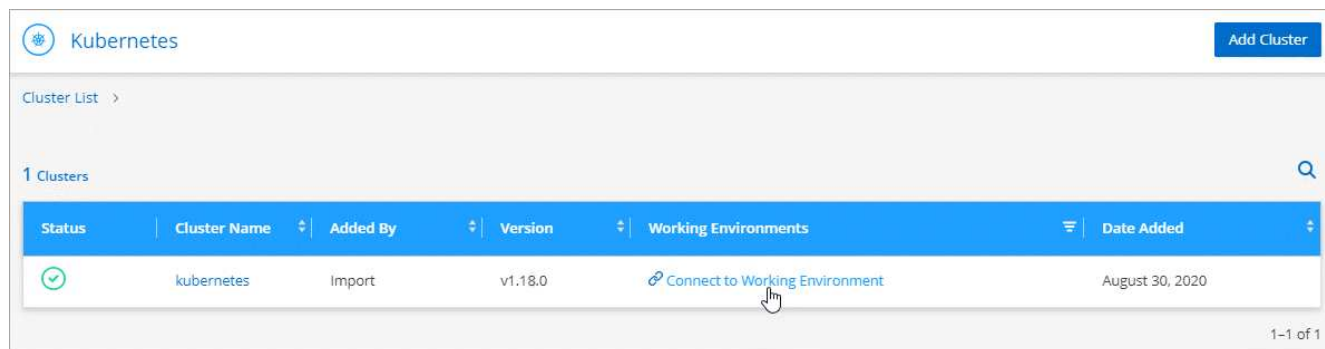 Kubernetes
Add Cluster
Cluster List >
1 Clusters
Status Cluster Name Added By Version Working Environments Date Added
kubernetes Import v1.18.0 Connect to Working Environment August 30, 2020
1–1 of 1